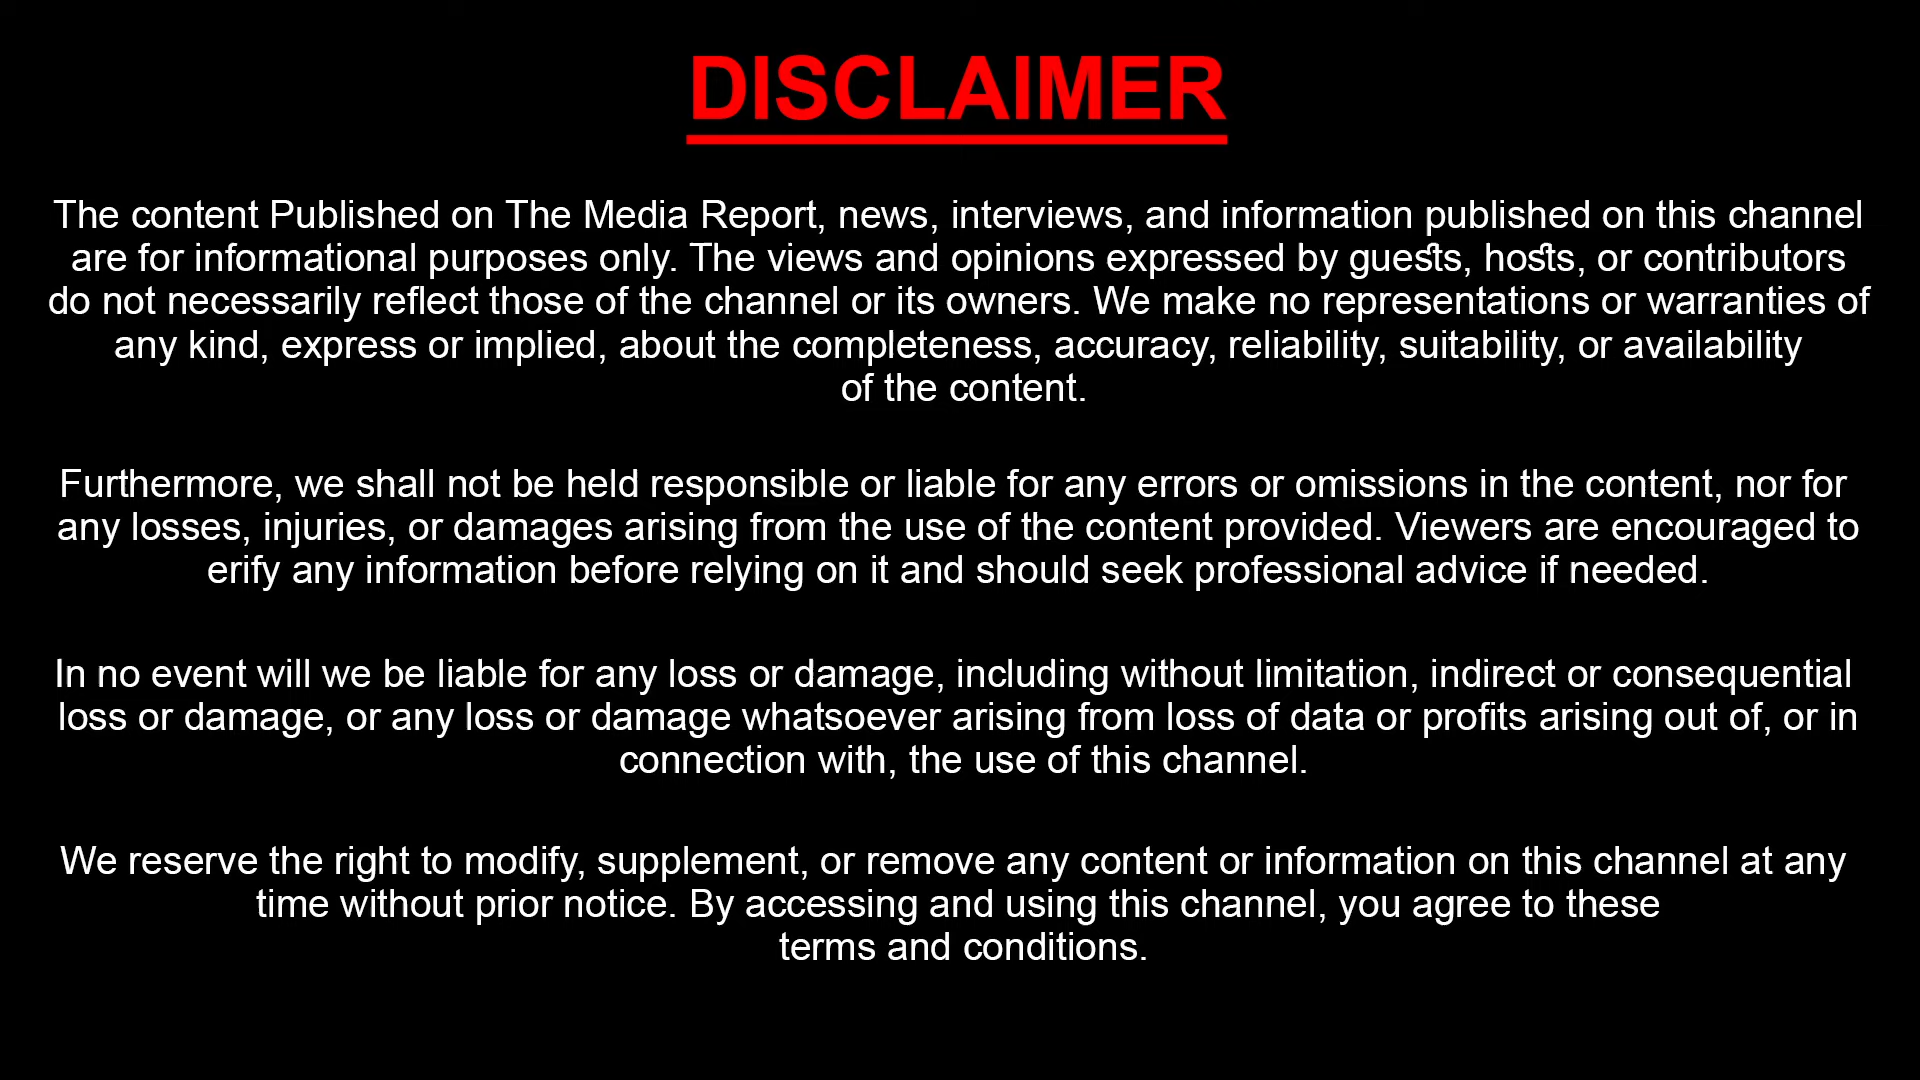 DISCLAIMER
The content Published on The Media Report, news, interviews, and information published on this channel
are for informational purposes only. The views and opinions expressed by guests, hosts, or contributors
do not necessarily reflect those of the channel or its owners. We make no representations or warranties of
any kind, express or implied, about the completeness, accuracy, reliability, suitability, or availability
of the content.
Furthermore, we shall not be held responsible or liable for any errors or omissions in the content, nor for
any losses, injuries, or damages arising from the use of the content provided. Viewers are encouraged to
erify any information before relying on it and should seek professional advice if needed.
In no event will we be liable for any loss or damage, including without limitation, indirect or consequential
loss or damage, or any loss or damage whatsoever arising from loss of data or profits arising out of, or in
connection with, the use of this channel.
We reserve the right to modify, supplement, or remove any content or information on this channel at any
time without prior notice. By accessing and using this channel, you agree to these
terms and conditions.